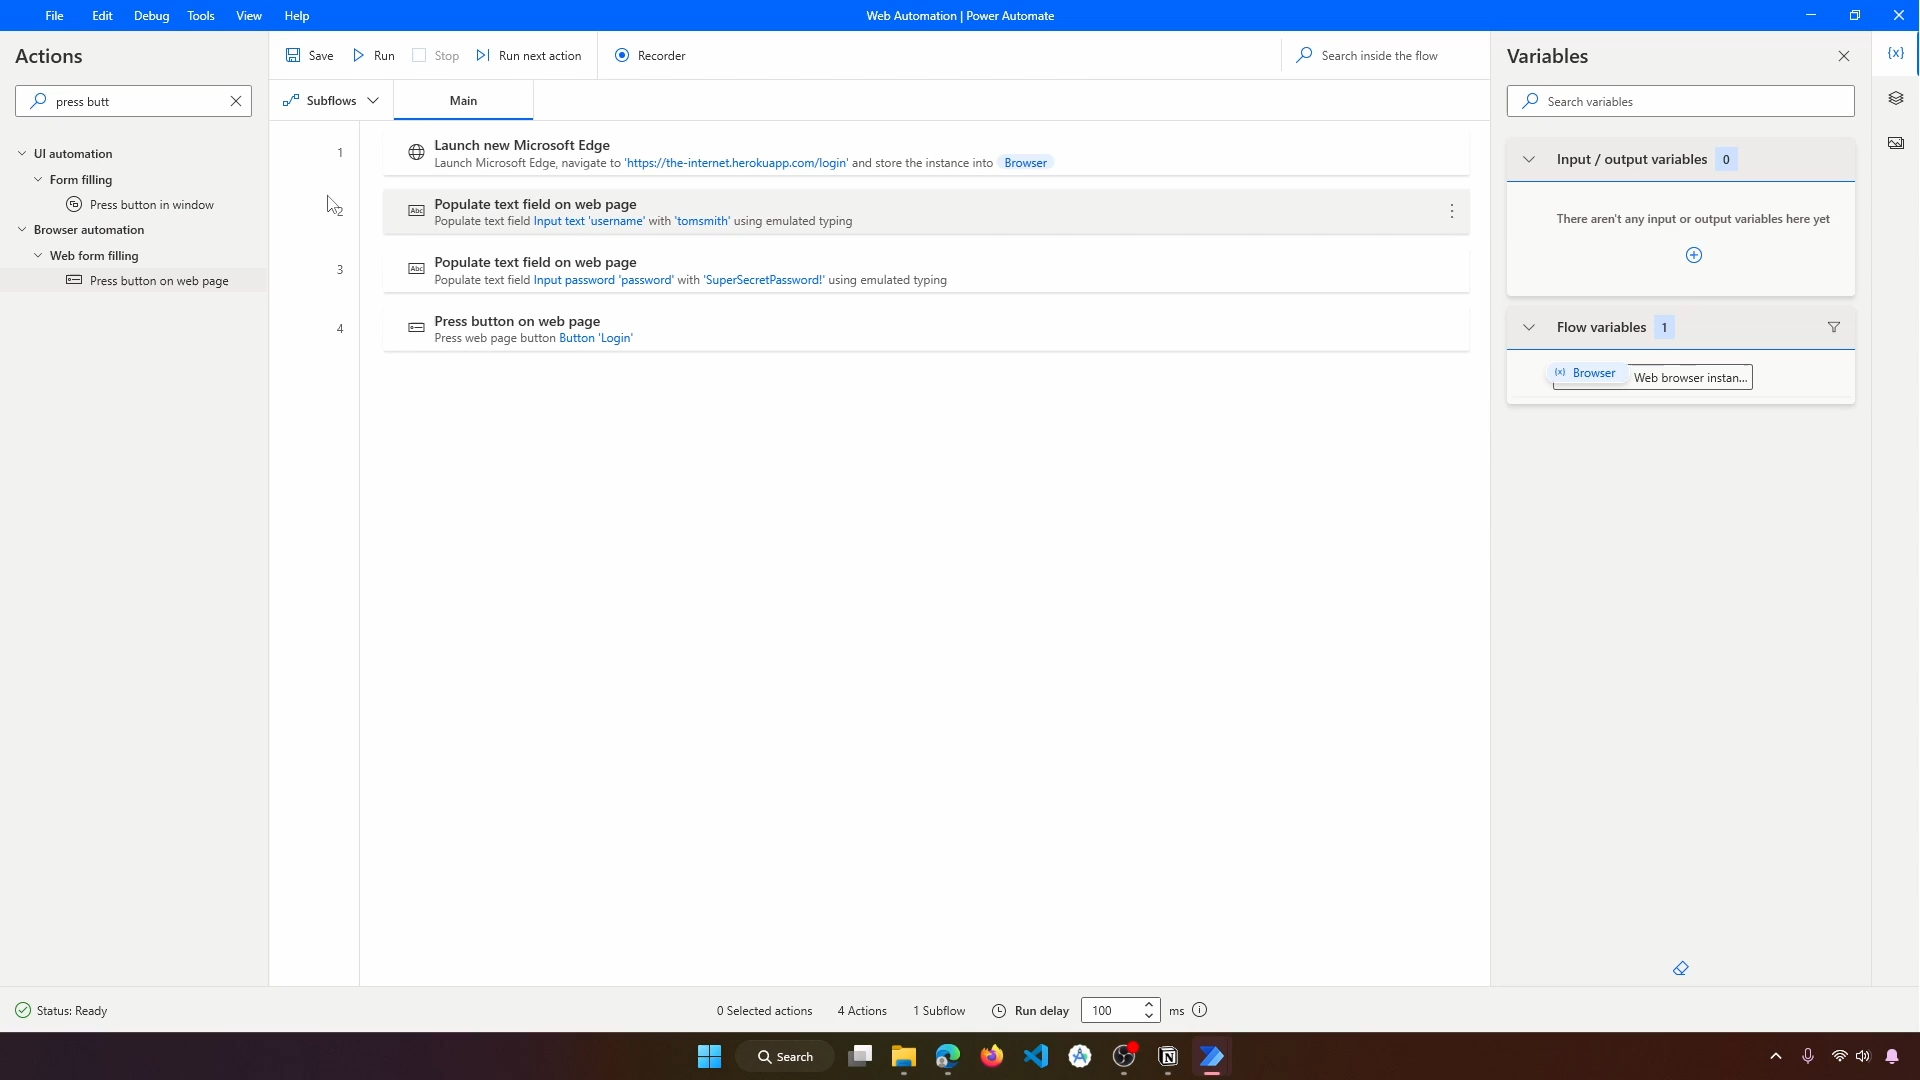 File Edit Debug Tools View Help
Web Automation | Power Automate
Actions
press butt
UI automation
Form filling
Press button in window
Browser automation
Web form filling
Press button on web page
Save Run Stop Run next action Recorder
Search inside the flow
Subflows
Main
1
Launch new Microsoft Edge
Launch Microsoft Edge, navigate to 'https://the-internet.herokuapp.com/login' and store the instance into Browser
2
Populate text field on web page
Populate text field Input text 'username' with 'tomsmith' using emulated typing
3
Populate text field on web page
Populate text field Input password 'password' with 'SuperSecretPassword!' using emulated typing
4
Press button on web page
Press web page button Button 'Login'
Variables
{x}
Search variables
Input / output variables 0
There aren't any input or output variables here yet
Flow variables 1
(x) Browser Web browser instan...
Status: Ready
0 Selected actions 4 Actions 1 Subflow Run delay 100 ms
Search